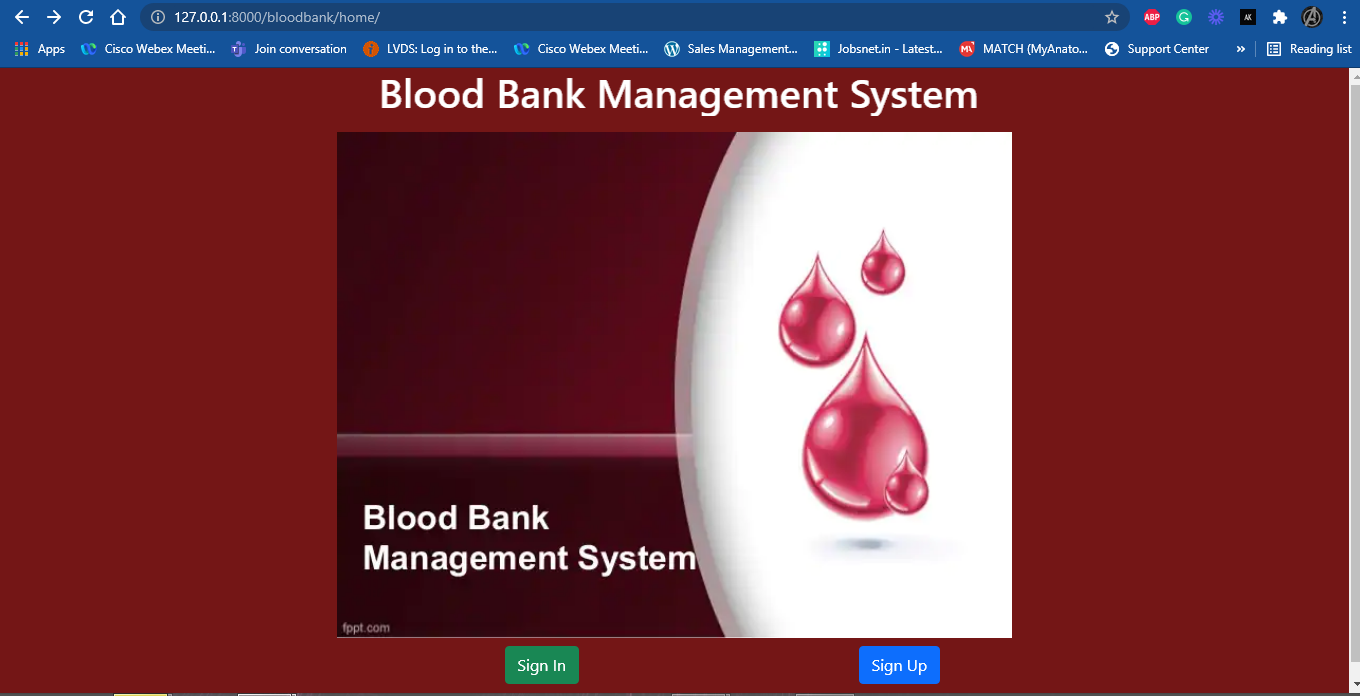 127.0.0.1:8000/bloodbank/home/
ABP
AK
Apps
Cisco Webex Meeti...
Join conversation
LVDS: Log in to the...
Cisco Webex Meeti...
Sales Management...
Jobsnet.in - Latest...
MATCH (MyAnato...
Support Center
»
Reading list
Blood Bank Management System
Blood Bank
Management System
fppt.com
Sign In
Sign Up